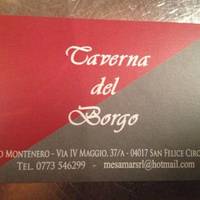 Taverna
del
Borgo
O MONTENERO - VIA IV MAGGIO, 37/A - 04017 SAN FELICE CIRC
TEL. 0773 546299 - mesamarsrl@hotmail.com